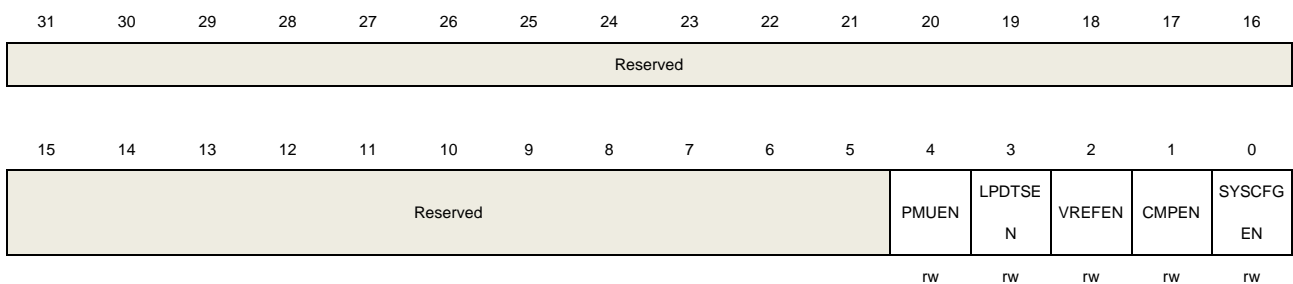 31 30 29 28 27 26 25 24 23 22 21 20 19 18 17 16
Reserved
15 14 13 12 11 10 9 8 7 6 5 4 3 2 1 0
Reserved PMUEN LPDTSE N VREFEN CMPEN SYSCFG EN
rw rw rw rw rw